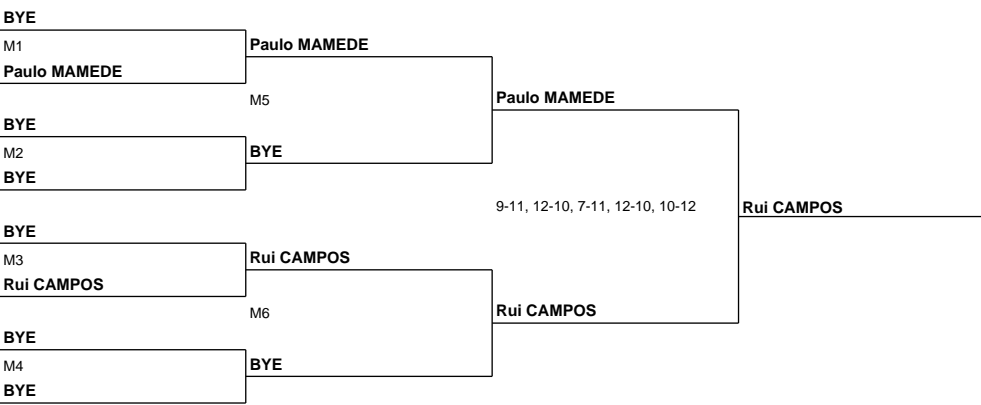 BYE
M1
Paulo MAMEDE
Paulo MAMEDE
M5
BYE
M2
BYE
BYE
Paulo MAMEDE
9-11, 12-10, 7-11, 12-10, 10-12
Rui CAMPOS
BYE
M3
Rui CAMPOS
Rui CAMPOS
M6
BYE
M4
BYE
BYE
Rui CAMPOS